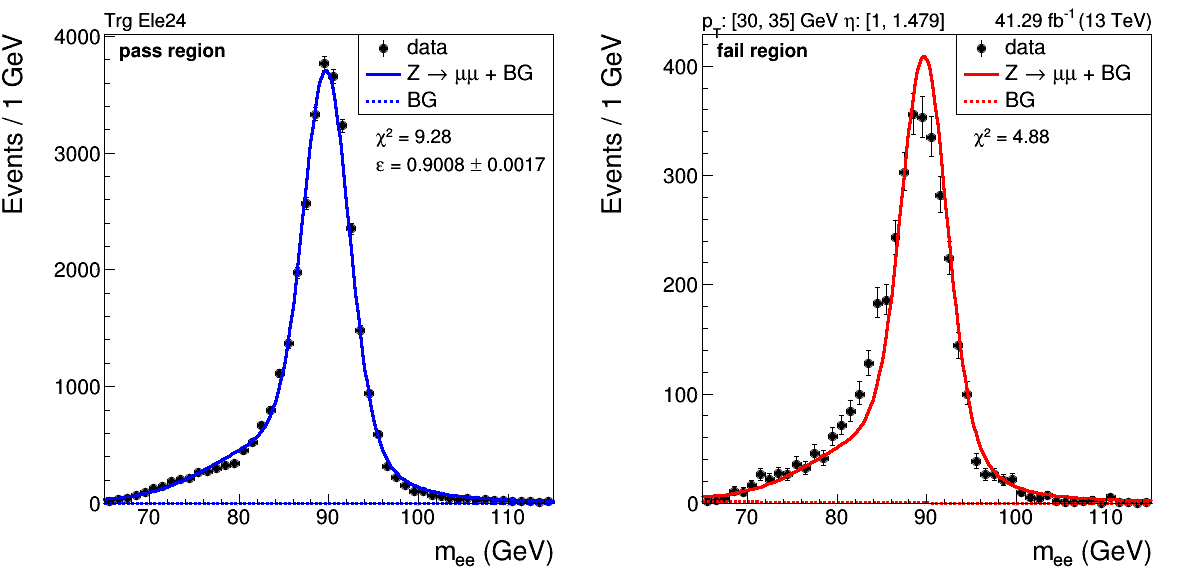 Trg Ele24
pass region
data
Z → μμ + BG
BG
χ² = 9.28
ε = 0.9008 ± 0.0017
Events / 1 GeV
4000
3000
2000
1000
0
70 80 90 100 110
m_ee (GeV)
p_T: [30, 35] GeV η: [1, 1.479] 41.29 fb⁻¹ (13 TeV)
fail region
data
Z → μμ + BG
BG
χ² = 4.88
Events / 1 GeV
400
300
200
100
0
70 80 90 100 110
m_ee (GeV)